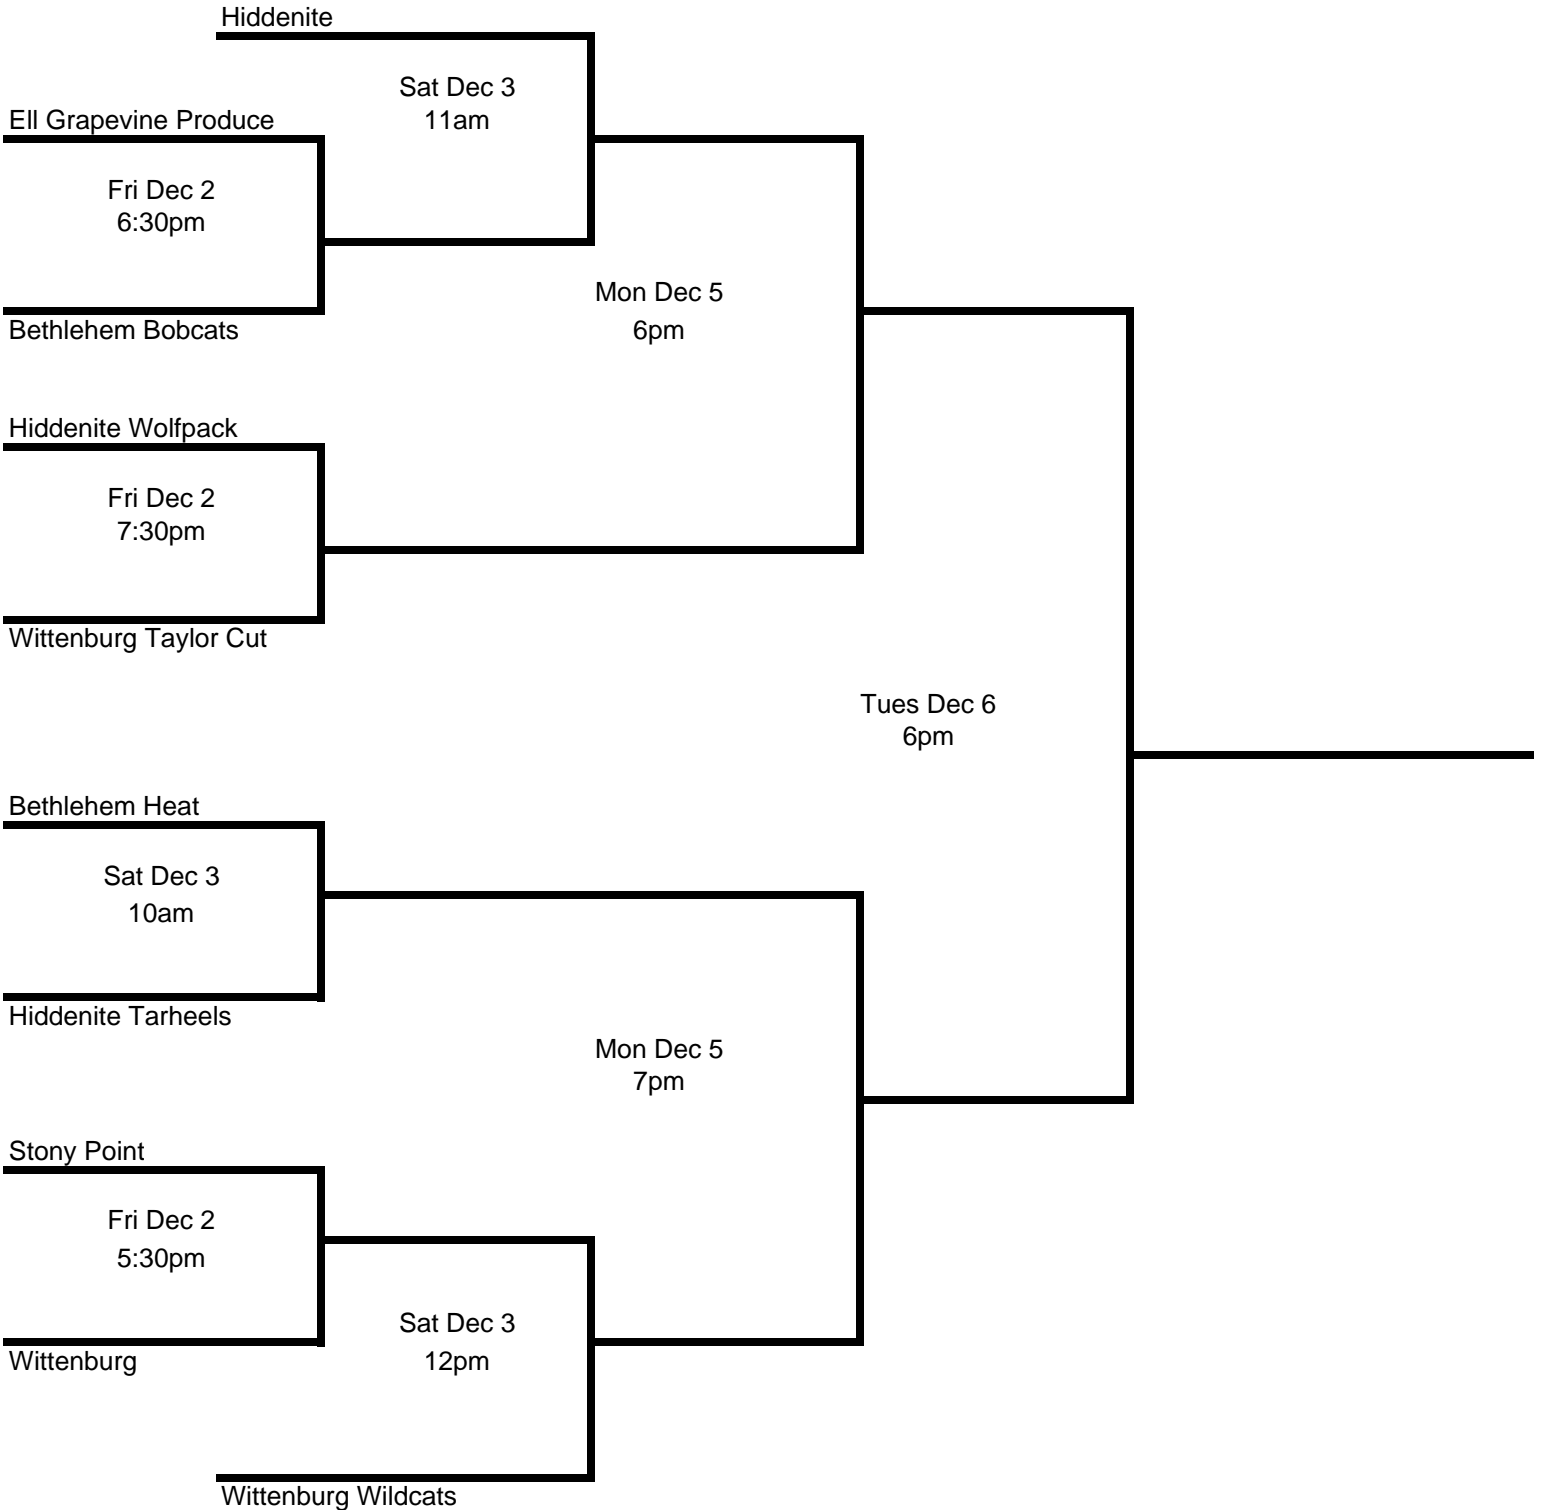 Hiddenite
Sat Dec 3
11am
Ell Grapevine Produce
Fri Dec 2
6:30pm
Bethlehem Bobcats
Mon Dec 5
6pm
Hiddenite Wolfpack
Fri Dec 2
7:30pm
Wittenburg Taylor Cut
Tues Dec 6
6pm
Bethlehem Heat
Sat Dec 3
10am
Hiddenite Tarheels
Mon Dec 5
7pm
Stony Point
Fri Dec 2
5:30pm
Wittenburg
Sat Dec 3
12pm
Wittenburg Wildcats